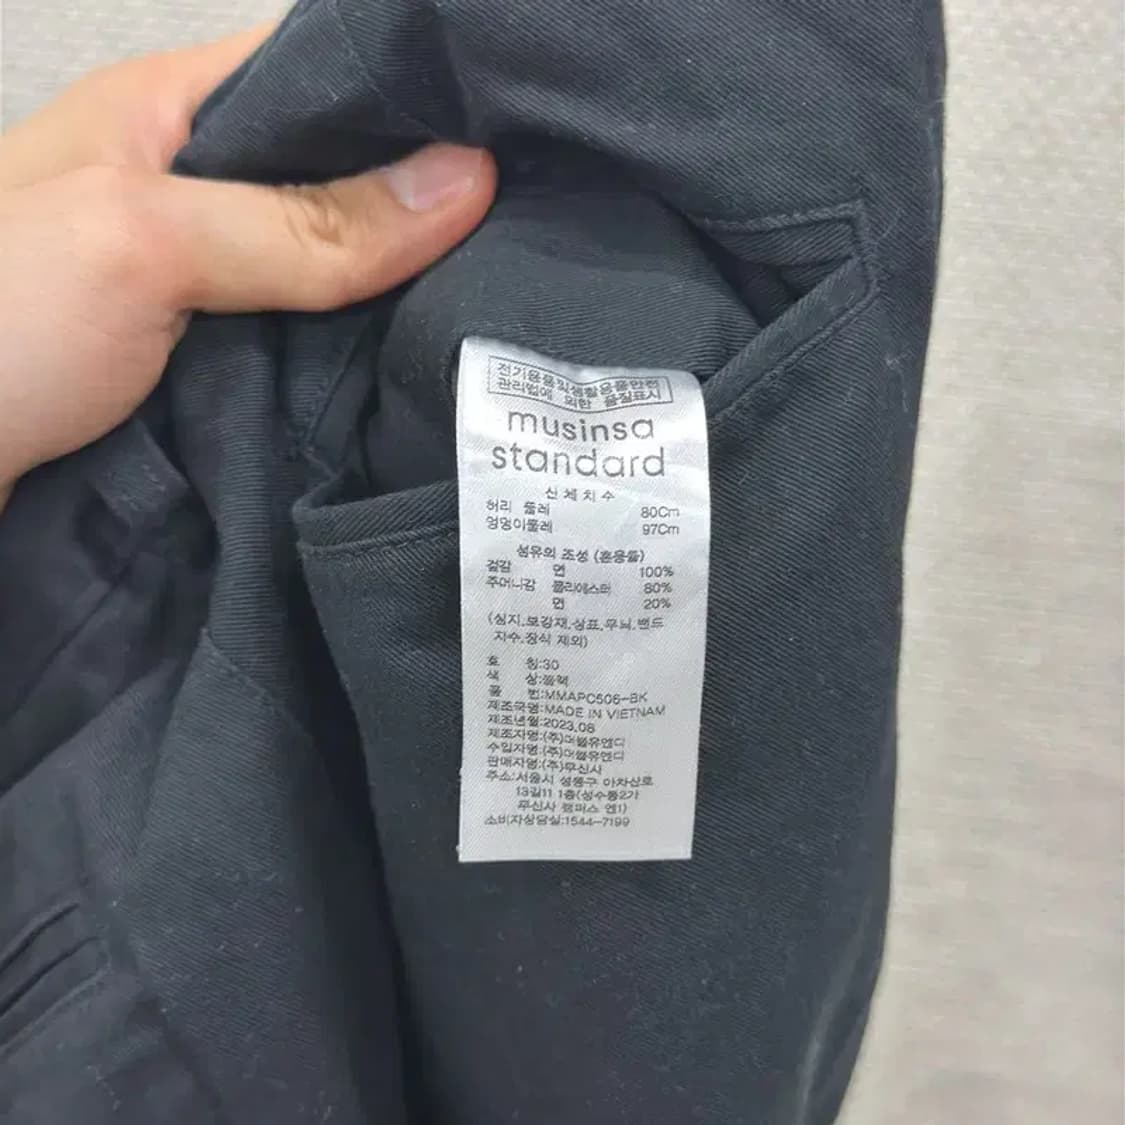 전기용품및생활용품안전
관리법에 의한 품질표시
musinsa
standard
신체치수
허리 둘레 80Cm
엉덩이둘레 97Cm
섬유의 조성 (혼용률)
겉감 면 100%
주머니감 폴리에스터 80%
면 20%
(심지.보강재.상표.무늬.밴드
자수.장식 제외)
호 칭:30
색 상:블랙
품 번:MMAPC506-BK
제조국명:MADE IN VIETNAM
제조년월:2023.08
제조자명:(주)더블유엔디
수입자명:(주)더블유엔디
판매자명:(주)무신사
주소:서울시 성동구 아차산로
13길11 1층(성수동2가
무신사 캠퍼스 엔1)
소비자상담실:1544-7199